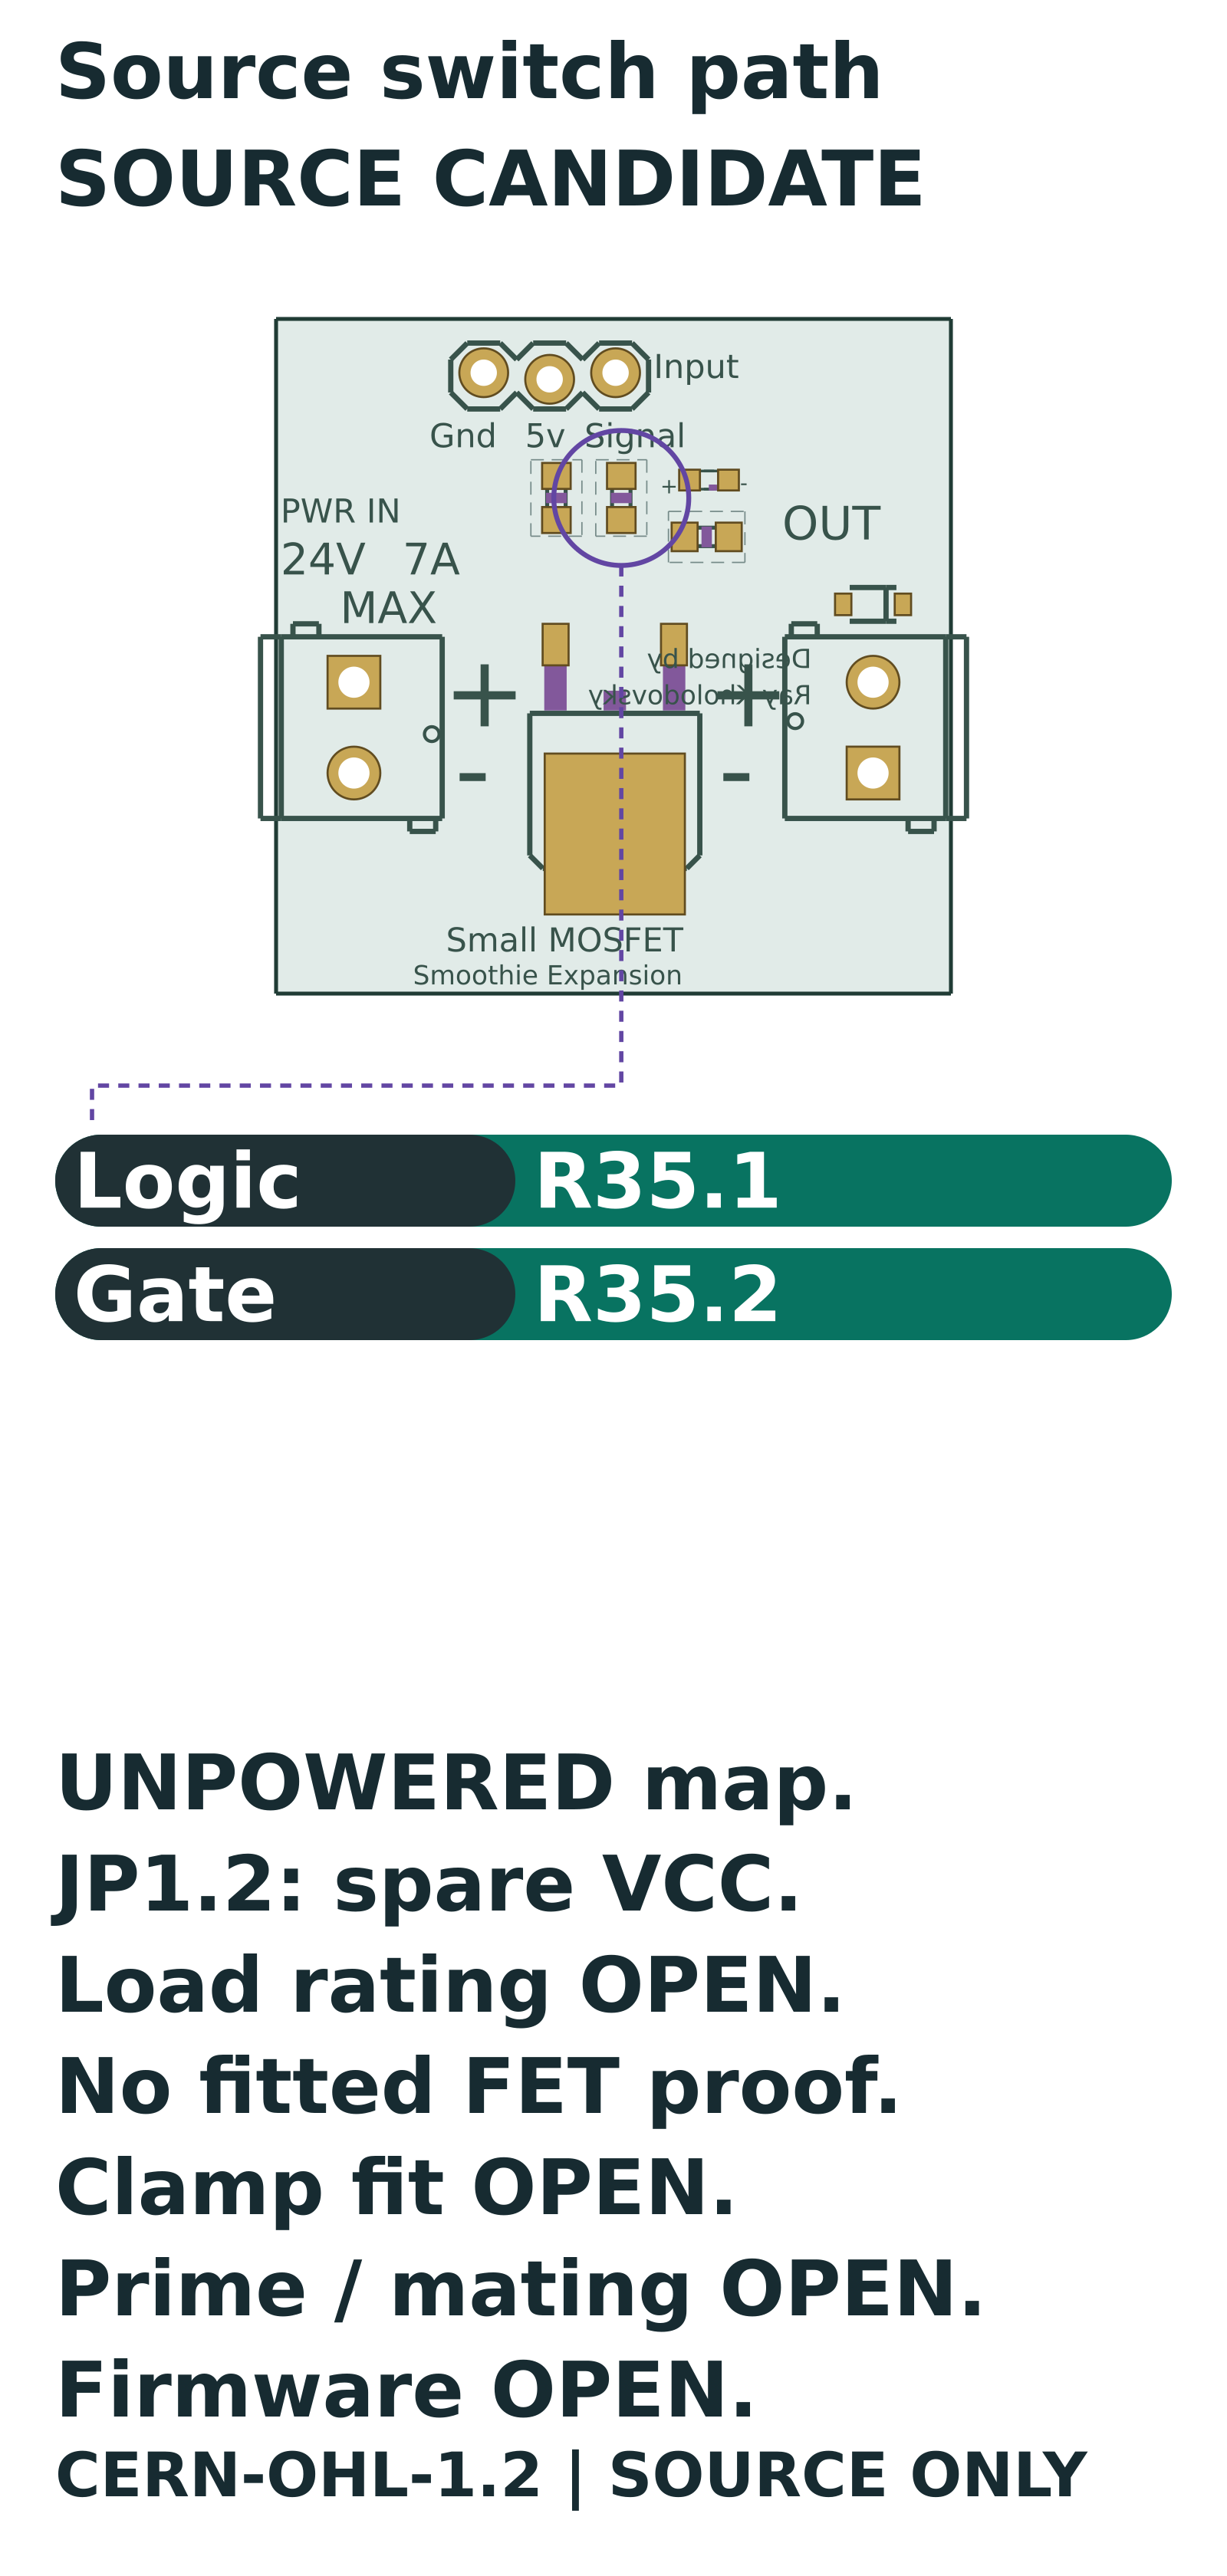 Source switch path
SOURCE CANDIDATE
Input
Gnd 5v Signal
+ -
PWR IN
OUT
24V 7A
MAX
Designed by
Ray Kholodovsky
+ +
- -
Small MOSFET
Smoothie Expansion
Logic R35.1
Gate R35.2
UNPOWERED map.
JP1.2: spare VCC.
Load rating OPEN.
No fitted FET proof.
Clamp fit OPEN.
Prime / mating OPEN.
Firmware OPEN.
CERN-OHL-1.2 | SOURCE ONLY